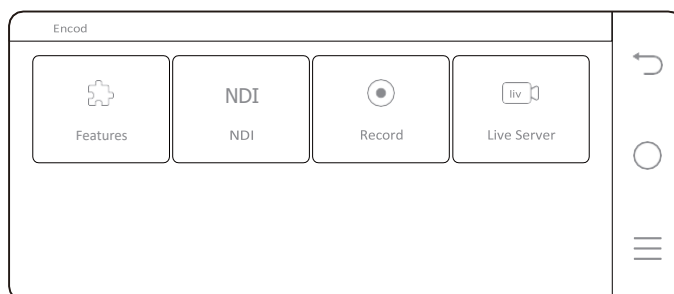 Encod
NDI
liv
Features
NDI
Record
Live Server